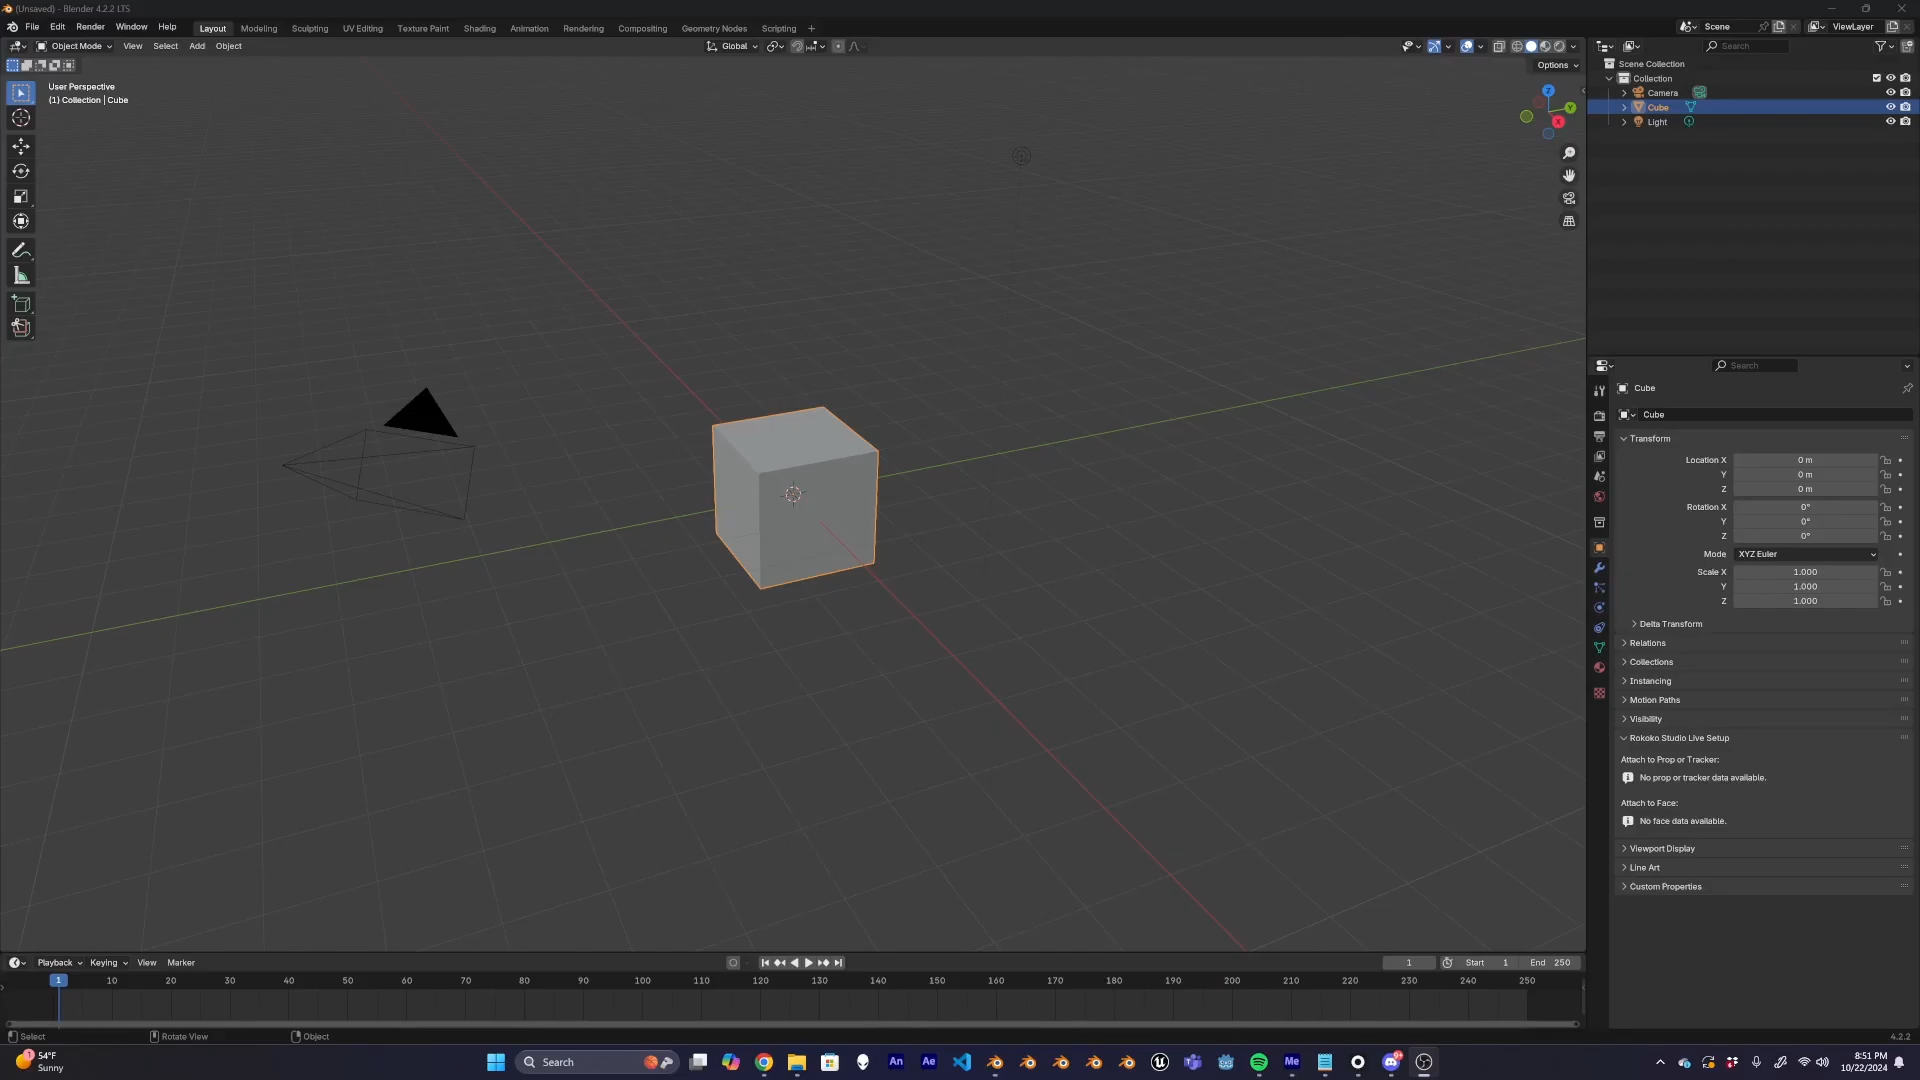 (Unsaved) - Blender 4.2.2 LTS
File Edit Render Window Help Layout Modeling Sculpting UV Editing Texture Paint Shading Animation Rendering Compositing Geometry Nodes Scripting + Scene ViewLayer
Object Mode View Select Add Object Global Search
Options
User Perspective
(1) Collection | Cube
Z
Y
X
Scene Collection
Collection
Camera
Cube
Light
Search
Cube
Cube
Transform
Location X 0 m
Y 0 m
Z 0 m
Rotation X 0°
Y 0°
Z 0°
Mode XYZ Euler
Scale X 1.000
Y 1.000
Z 1.000
Delta Transform
Relations
Collections
Instancing
Motion Paths
Visibility
Rokoko Studio Live Setup
Attach to Prop or Tracker:
No prop or tracker data available.
Attach to Face:
No face data available.
Viewport Display
Line Art
Custom Properties
Playback Keying View Marker 1 Start 1 End 250
1 10 20 30 40 50 60 70 80 90 100 110 120 130 140 150 160 170 180 190 200 210 220 230 240 250
Select Rotate View Object 4.2.2
1 54°F
Sunny
Search An Ae Me
8:51 PM
10/22/2024